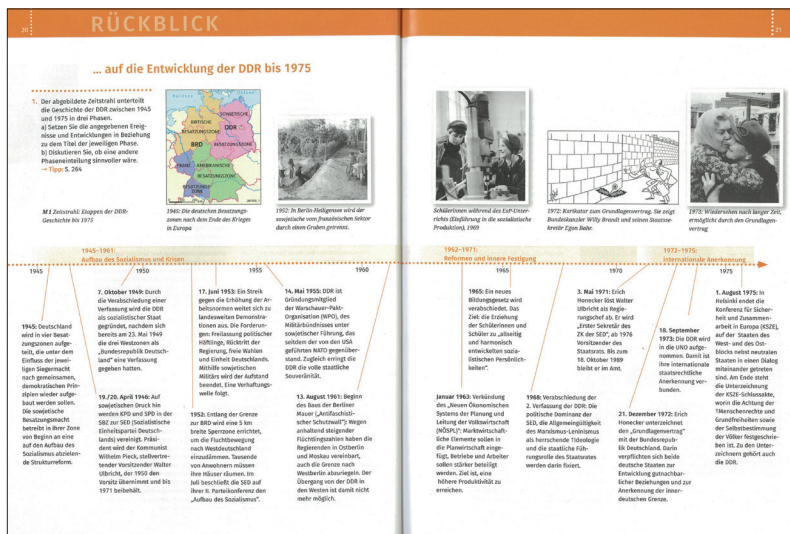 20
RÜCKBLICK
21
... auf die Entwicklung der DDR bis 1975
1. Der abgebildete Zeitstrahl unterteilt
die Geschichte der DDR zwischen 1945
und 1975 in drei Phasen.
a) Setzen Sie die angegebenen Ereig-
nisse und Entwicklungen in Beziehung
zu dem Titel der jeweiligen Phase.
b) Diskutieren Sie, ob eine andere
Phaseneinteilung sinnvoller wäre.
→ Tipp: S. 264
M1 Zeitstrahl: Etappen der DDR-
Geschichte bis 1975
Nordsee
Ostsee
BRITISCHE
BESATZUNGSZONE
SOWJETISCHE
DDR
BESATZUNGSZONE
BRD
FRANZ.
AMERIKANISCHE
BESATZUNGSZONE
BESATZUNGS-
ZONE
1945: Die deutschen Besatzungs-
zonen nach dem Ende des Krieges
in Europa
1952: In Berlin-Heiligensee wird der
sowjetische vom französischen Sektor
durch einen Graben getrennt.
Schülerinnen während des EsP-Unter-
richts (Einführung in die sozialistische
Produktion), 1969
1972: Karikatur zum Grundlagenvertrag. Sie zeigt
Bundeskanzler Willy Brandt und seinen Staatsse-
kretär Egon Bahr.
1973: Wiedersehen nach langer Zeit,
ermöglicht durch den Grundlagen-
vertrag
1945–1961:
Aufbau des Sozialismus und Krisen
1962–1971:
Reformen und innere Festigung
1972–1975:
Internationale Anerkennung
1945
1950
1955
1960
1965
1970
1975
1945: Deutschland
wird in vier Besat-
zungszonen aufge-
teilt, die unter dem
Einfluss der jewei-
ligen Siegermacht
nach gemeinsamen,
demokratischen Prin-
zipien wieder aufge-
baut werden sollen.
Die sowjetische
Besatzungsmacht
betreibt in ihrer Zone
von Beginn an eine
auf den Aufbau des
Sozialismus abzielen-
de Strukturreform.
7. Oktober 1949: Durch
die Verabschiedung einer
Verfassung wird die DDR
als sozialistischer Staat
gegründet, nachdem sich
bereits am 23. Mai 1949
die drei Westzonen als
„Bundesrepublik Deutsch-
land" eine Verfassung
gegeben hatten.
19./20. April 1946: Auf
sowjetischen Druck hin
werden KPD und SPD in der
SBZ zur SED (Sozialistische
Einheitspartei Deutsch-
lands) vereinigt. Präsi-
dent wird der Kommunist
Wilhelm Pieck, stellvertre-
tender Vorsitzender Walter
Ulbricht, der 1950 den
Vorsitz übernimmt und bis
1971 beibehält.
17. Juni 1953: Ein Streik
gegen die Erhöhung der Ar-
beitsnormen weitet sich zu
landesweiten Demonstra-
tionen aus. Die Forderun-
gen: Freilassung politischer
Häftlinge, Rücktritt der
Regierung, freie Wahlen
und Einheit Deutschlands.
Mithilfe sowjetischen
Militärs wird der Aufstand
beendet. Eine Verhaftungs-
welle folgt.
1952: Entlang der Grenze
zur BRD wird eine 5 km
breite Sperrzone errichtet,
um die Fluchtbewegung
nach Westdeutschland
einzustämmen. Tausende
von Anwohnern müssen
ihre Häuser räumen. Im
Juli beschließt die SED auf
ihrer II. Parteikonferenz den
„Aufbau des Sozialismus".
14. Mai 1955: DDR ist
Gründungsmitglied
der Warschauer-Pakt-
Organisation (WPO), des
Militärbündnisses unter
sowjetischer Führung, das
seitdem der von den USA
geführten NATO gegenüber-
stand. Zugleich erringt die
DDR die volle staatliche
Souveränität.
13. August 1961: Beginn
des Baus der Berliner
Mauer („Antifaschisti-
scher Schutzwall"): Wegen
anhaltend steigender
Flüchtlingszahlen haben die
Regierenden in Ostberlin
und Moskau vereinbart,
auch die Grenze nach
Westberlin abzuriegeln. Der
Übergang von der DDR in
den Westen ist damit nicht
mehr möglich.
1965: Ein neues
Bildungsgesetz wird
verabschiedet. Das
Ziel: die Erziehung
der Schülerinnen und
Schüler zu „allseitig
und harmonisch
entwickelten sozia-
listischen Persönlich-
keiten".
Januar 1963: Verkündung
des „Neuen Ökonomischen
Systems der Planung und
Leitung der Volkswirtschaft
(NÖSPL)": Marktwirtschaft-
liche Elemente sollen in
die Planwirtschaft einge-
fügt, Betriebe und Arbeiter
sollen stärker beteiligt
werden. Ziel ist, eine
höhere Produktivität zu
erreichen.
3. Mai 1971: Erich
Honecker löst Walter
Ulbricht als Regie-
rungschef ab. Er wird
„Erster Sekretär des
ZK der SED", ab 1976
Vorsitzender des
Staatsrats. Bis zum
18. Oktober 1989
bleibt er im Amt.
1968: Verabschiedung der
2. Verfassung der DDR: Die
politische Dominanz der
SED, die Allgemeingültigkeit
des Marxismus-Leninismus
als herrschende Ideologie
und die staatliche Füh-
rungsrolle des Staatsrates
werden darin fixiert.
18. September
1973: Die DDR wird
in die UNO aufge-
nommen. Damit ist
ihre internationale
staatsrechtliche
Anerkennung ver-
bunden.
21. Dezember 1972: Erich
Honecker unterzeichnet
den „Grundlagenvertrag"
mit der Bundesrepub-
lik Deutschland. Darin
verpflichten sich beide
deutsche Staaten zur
Entwicklung gutnachbar-
licher Beziehungen und zur
Anerkennung der inner-
deutschen Grenze.
1. August 1975: In
Helsinki endet die
Konferenz für Sicher-
heit und Zusammen-
arbeit in Europa (KSZE),
auf der Staaten des
West- und des Ost-
blocks nebst neutralen
Staaten in einen Dialog
miteinander getreten
sind. Am Ende steht
die Unterzeichnung
der KSZE-Schlussakte,
worin die Achtung der
Menschenrechte und
Grundfreiheiten sowie
der Selbstbestimmung
der Völker festgeschrie-
ben ist. Zu den Unter-
zeichnern gehört auch
die DDR.